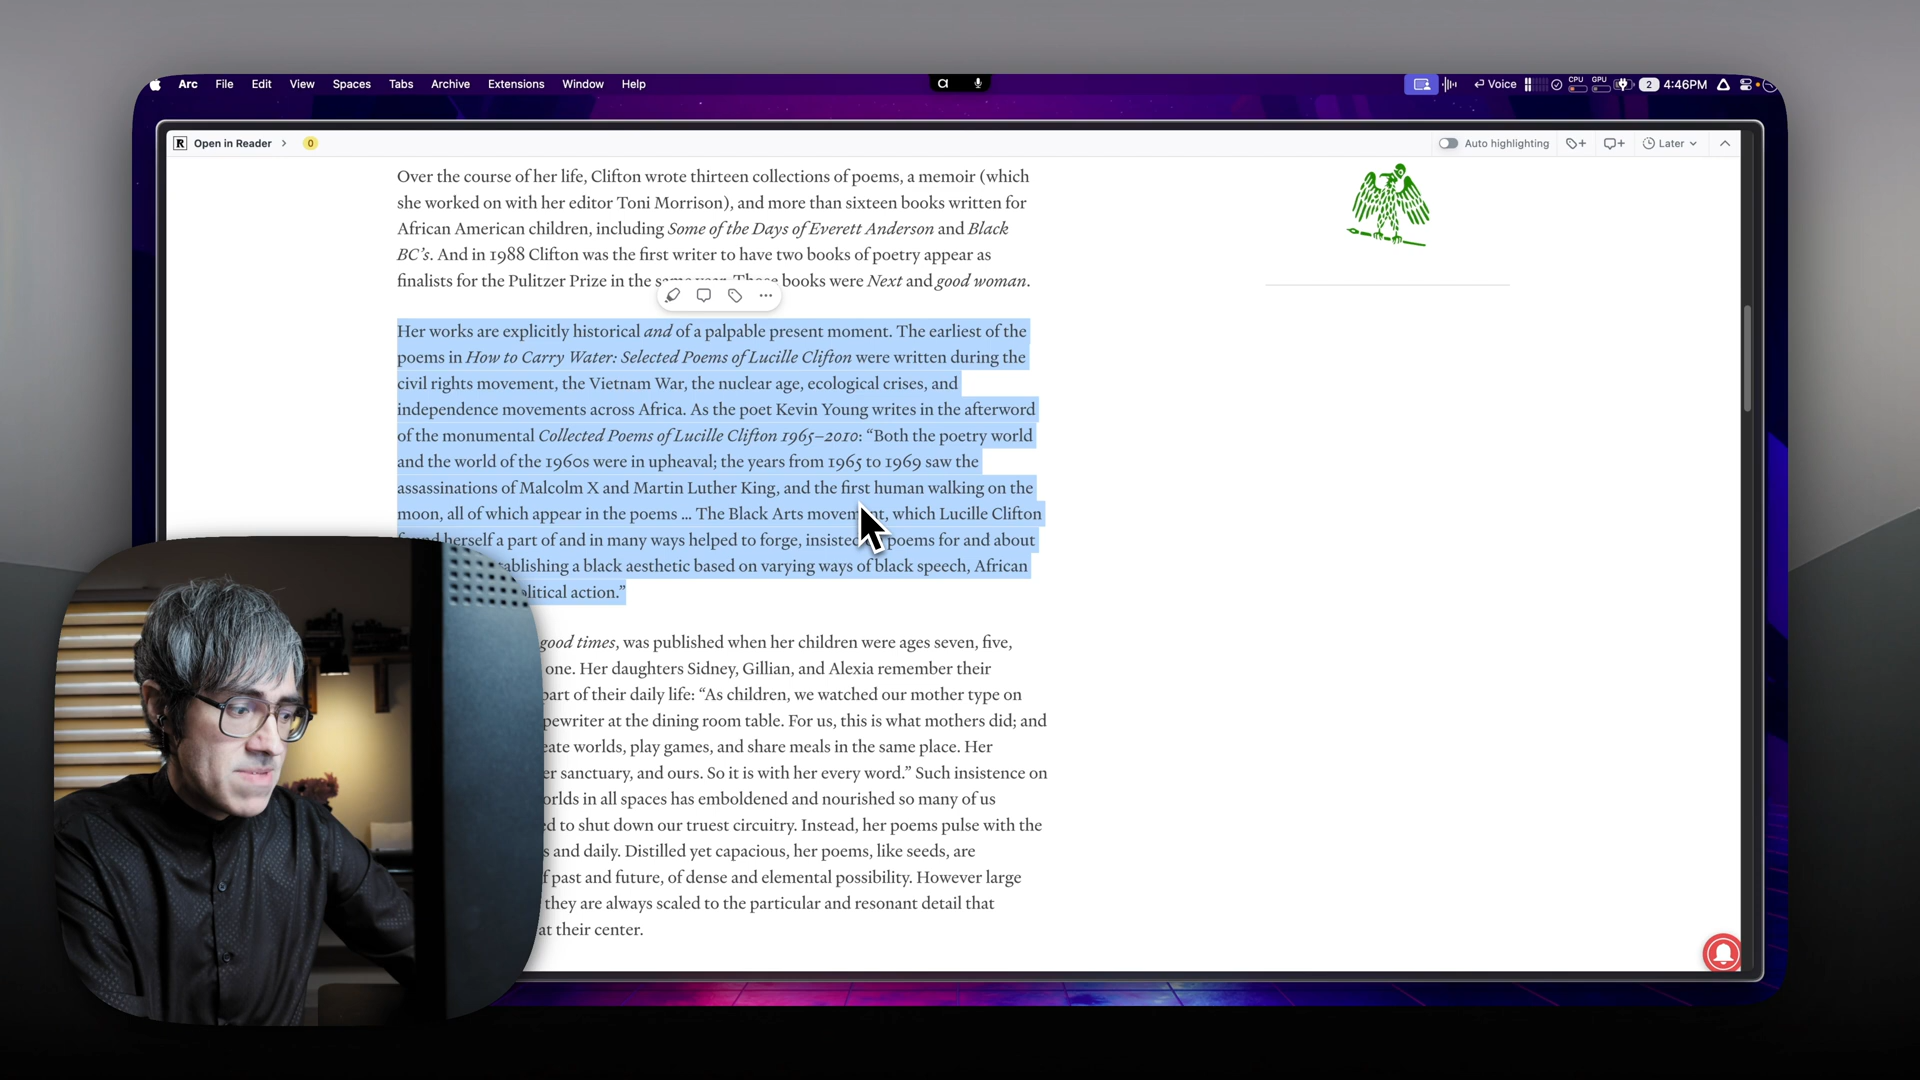 Arc File Edit View Spaces Tabs Archive Extensions Window Help
a
Voice CPU GPU 2 4:46PM
R Open in Reader 0 Auto highlighting Later
Over the course of her life, Clifton wrote thirteen collections of poems, a memoir (which
she worked on with her editor Toni Morrison), and more than sixteen books written for
African American children, including Some of the Days of Everett Anderson and Black
BC's. And in 1988 Clifton was the first writer to have two books of poetry appear as
finalists for the Pulitzer Prize in the same year. Those books were Next and good woman.
Her works are explicitly historical and of a palpable present moment. The earliest of the
poems in How to Carry Water: Selected Poems of Lucille Clifton were written during the
civil rights movement, the Vietnam War, the nuclear age, ecological crises, and
independence movements across Africa. As the poet Kevin Young writes in the afterword
of the monumental Collected Poems of Lucille Clifton 1965–2010: “Both the poetry world
and the world of the 1960s were in upheaval; the years from 1965 to 1969 saw the
assassinations of Malcolm X and Martin Luther King, and the first human walking on the
moon, all of which appear in the poems ... The Black Arts movement, which Lucille Clifton
found herself a part of and in many ways helped to forge, insisted poems for and about
ablishing a black aesthetic based on varying ways of black speech, African
litical action.”
good times, was published when her children were ages seven, five,
one. Her daughters Sidney, Gillian, and Alexia remember their
part of their daily life: “As children, we watched our mother type on
pewriter at the dining room table. For us, this is what mothers did; and
eate worlds, play games, and share meals in the same place. Her
er sanctuary, and ours. So it is with her every word.” Such insistence on
orlds in all spaces has emboldened and nourished so many of us
ed to shut down our truest circuitry. Instead, her poems pulse with the
s and daily. Distilled yet capacious, her poems, like seeds, are
f past and future, of dense and elemental possibility. However large
they are always scaled to the particular and resonant detail that
at their center.